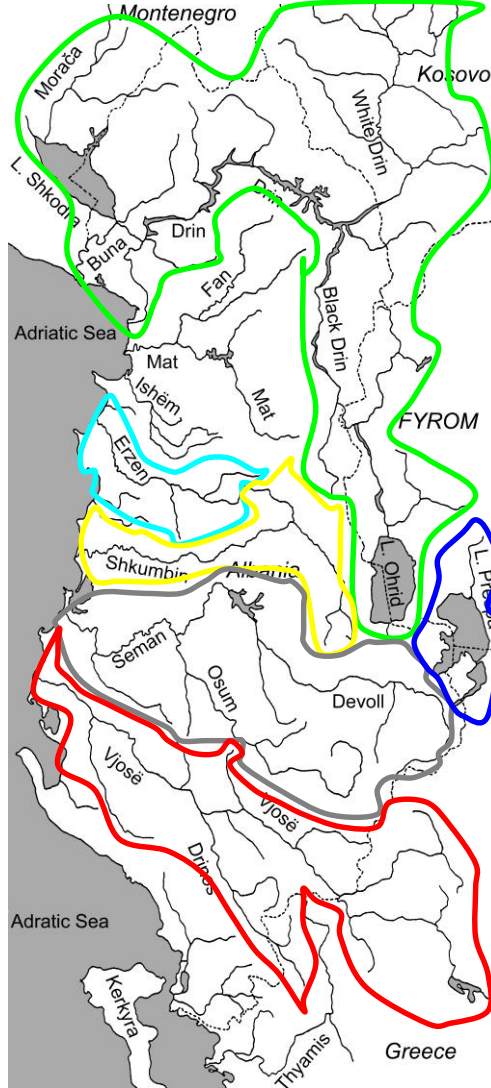 Montenegro
Morača
Kosovo
White Drin
L. Shkodra
Drin
Drin
Buna
Fan
Black Drin
Adriatic Sea
Mat
Ishëm
Mat
FYROM
Erzen
L. Ohrid
Shkumbin
Albania
L. Prespa
Seman
Osum
Devoll
Vjosë
Vjosë
Drinos
Adratic Sea
Kerkyra
Thyamis
Greece